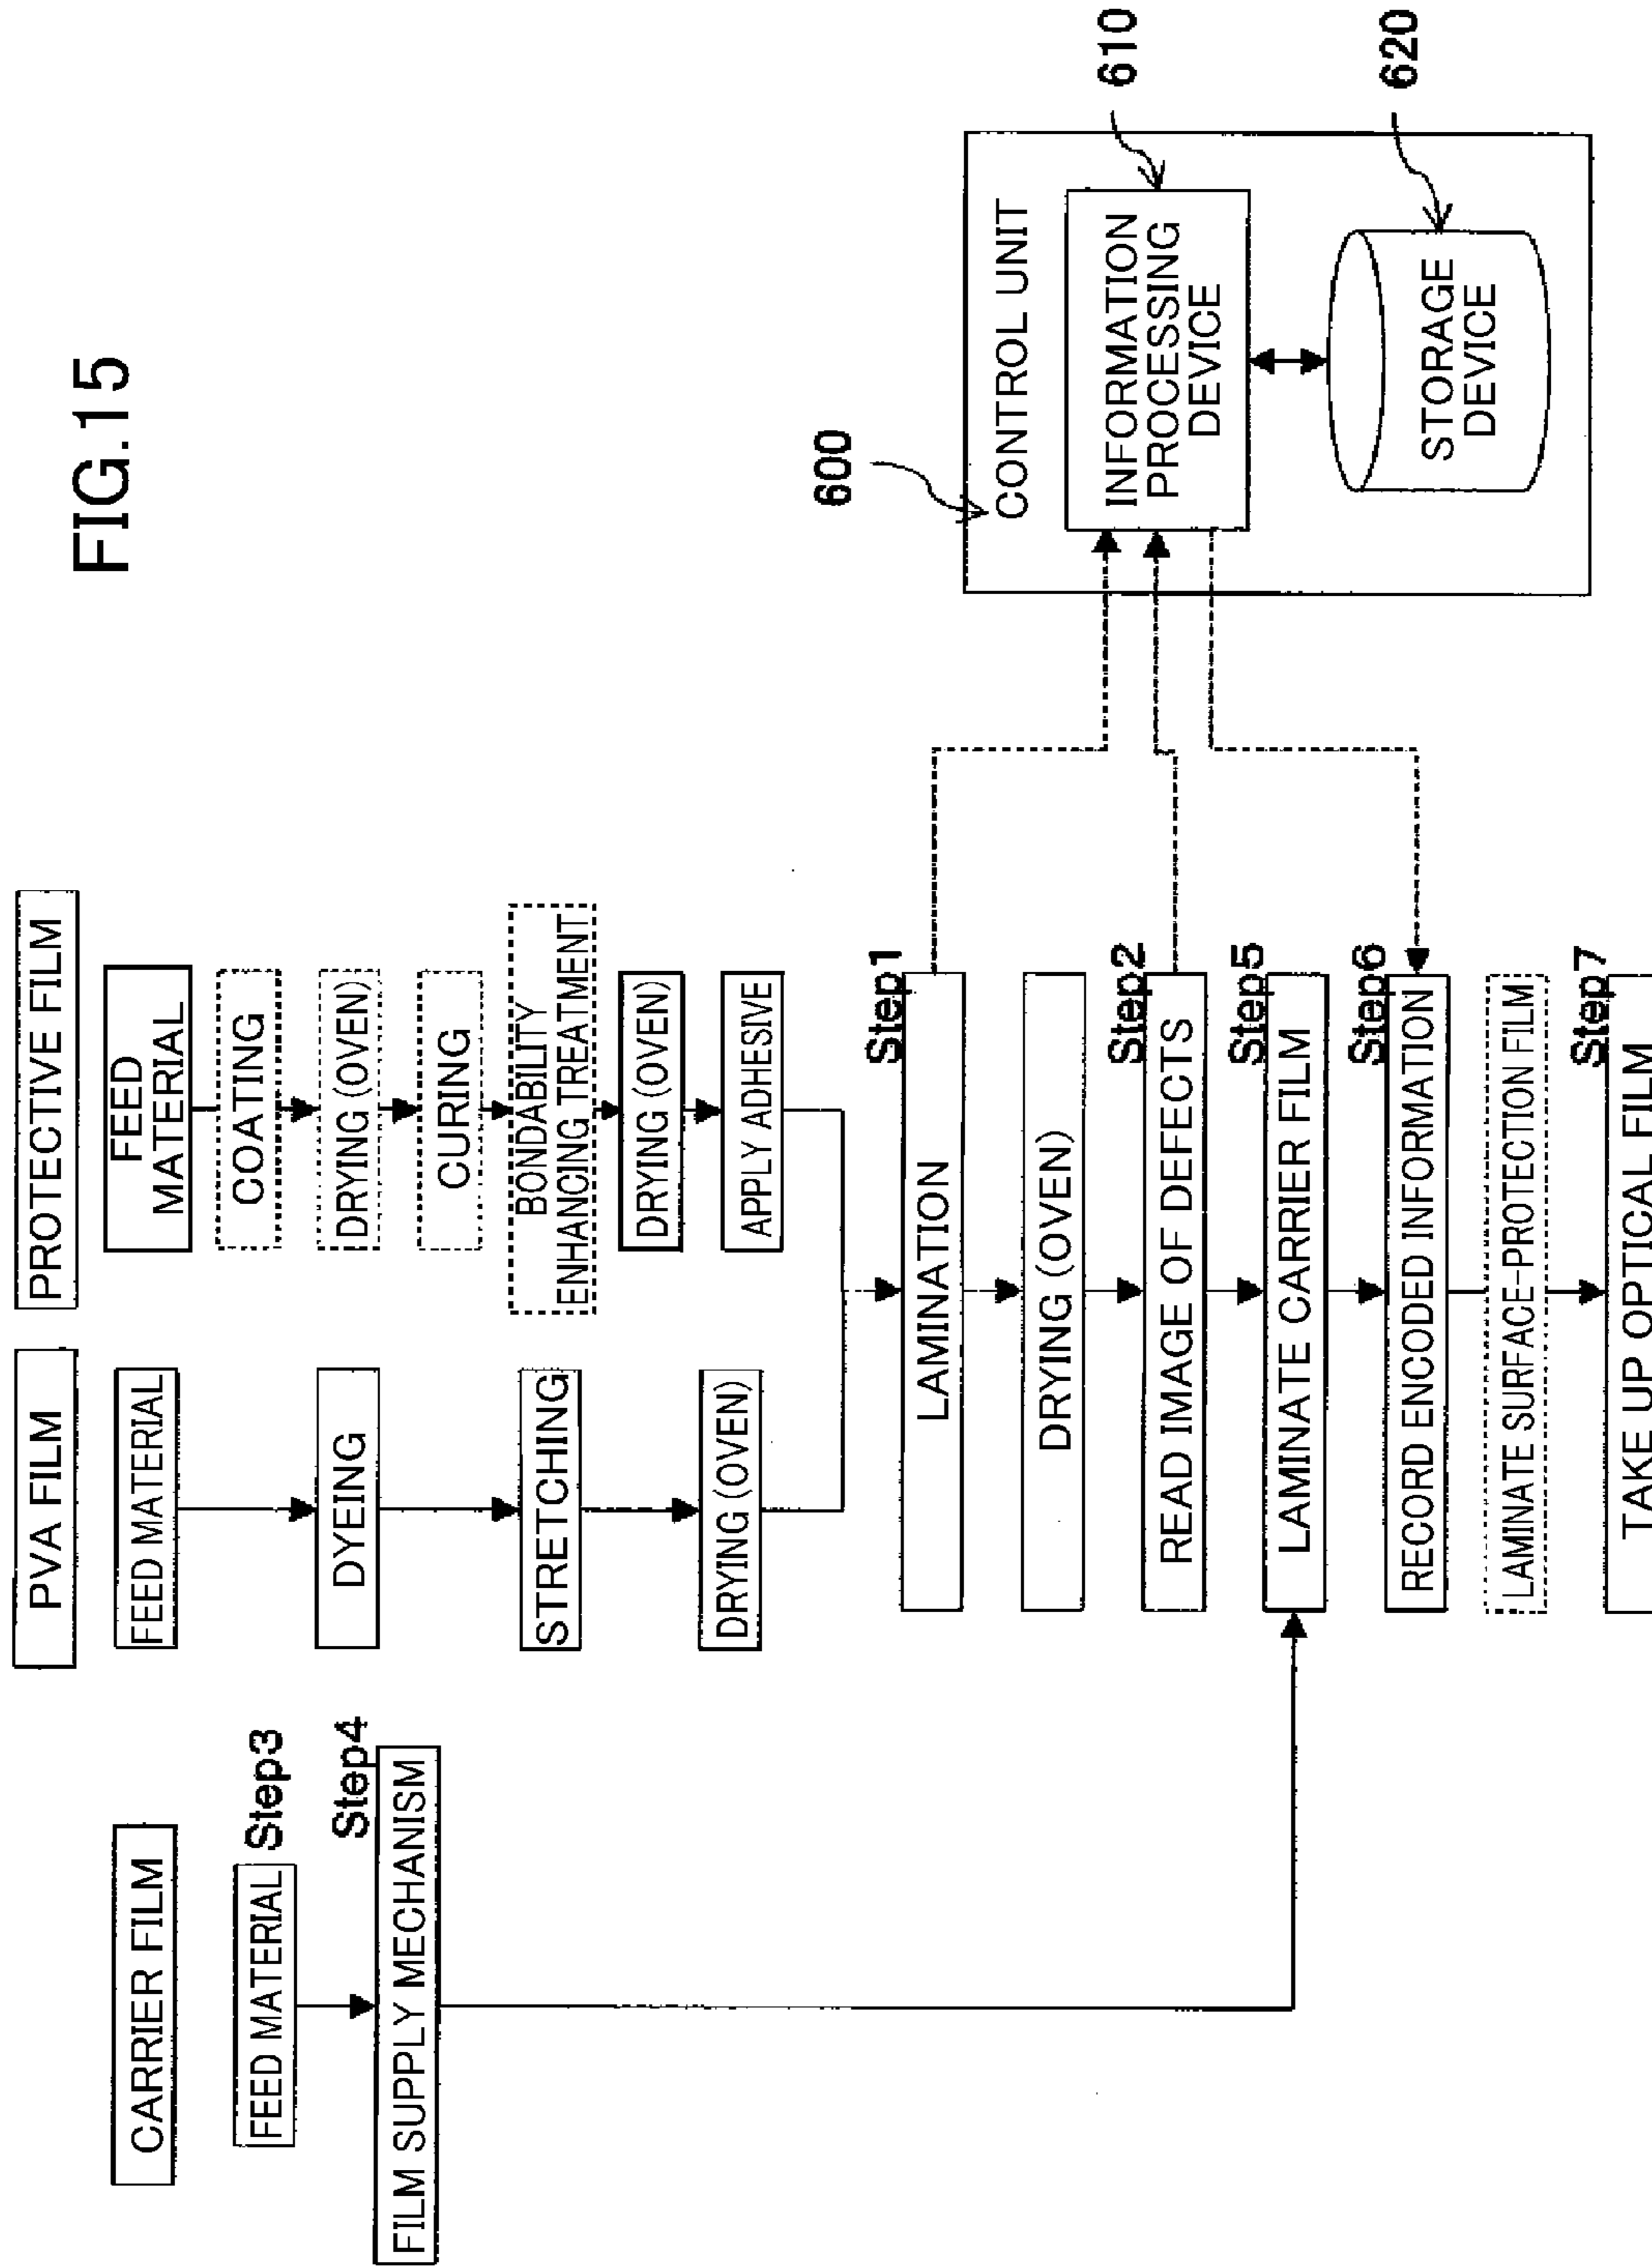 FIG.15
CARRIER FILM
FEED MATERIAL
Step3
Step4
FILM SUPPLY MECHANISM
PVA FILM
FEED MATERIAL
DYEING
STRETCHING
DRYING (OVEN)
PROTECTIVE FILM
FEED
MATERIAL
COATING
DRYING (OVEN)
CURING
BONDABILITY
ENHANCING TREATMENT
DRYING (OVEN)
APPLY ADHESIVE
Step1
LAMINATION
DRYING (OVEN)
Step2
READ IMAGE OF DEFECTS
Step5
LAMINATE CARRIER FILM
Step6
RECORD ENCODED INFORMATION
LAMINATE SURFACE-PROTECTION FILM
Step7
TAKE UP OPTICAL FILM
600
CONTROL UNIT
INFORMATION
PROCESSING
DEVICE
610
STORAGE
DEVICE
620